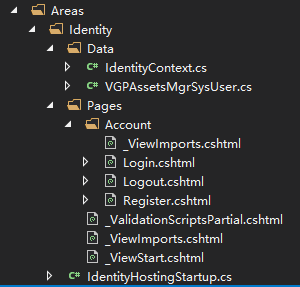 Areas
Identity
Data
C# IdentityContext.cs
C# VGPAssetsMgrSysUser.cs
Pages
Account
_ViewImports.cshtml
Login.cshtml
Logout.cshtml
Register.cshtml
_ValidationScriptsPartial.cshtml
_ViewImports.cshtml
_ViewStart.cshtml
C# IdentityHostingStartup.cs